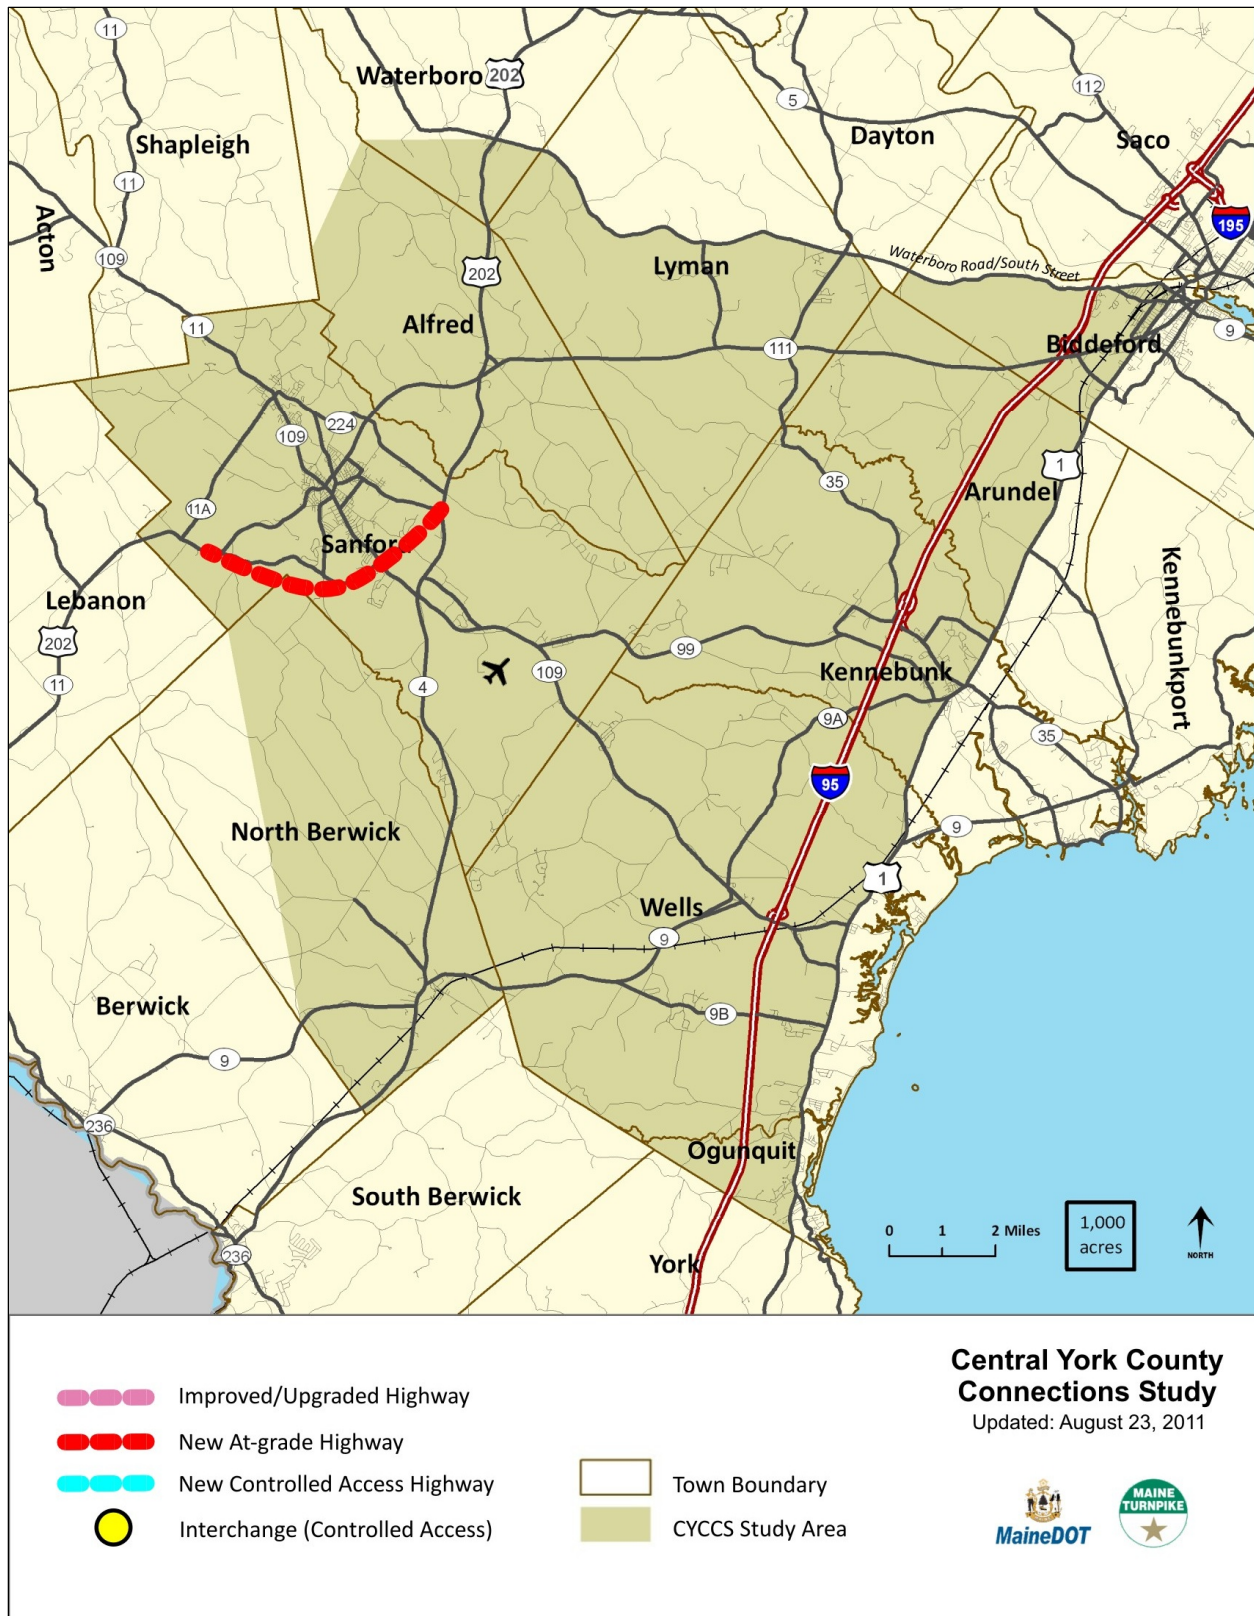 11
Waterboro
202
5
112
Dayton
Saco
Shapleigh
11
Acton
109
195
Waterboro Road/South Street
Lyman
202
Alfred
11
9
Biddeford
111
224
109
1
35
Arundel
11A
Sanford
Kennebunkport
Lebanon
202
11
99
Kennebunk
109
4
9A
35
95
North Berwick
9
1
Wells
9
Berwick
9B
9
236
Ogunquit
South Berwick
236
York
0 1 2 Miles
1,000
acres
NORTH
Improved/Upgraded Highway
New At-grade Highway
New Controlled Access Highway
Interchange (Controlled Access)
Town Boundary
CYCCS Study Area
Central York County
Connections Study
Updated: August 23, 2011
MaineDOT
MAINE
TURNPIKE